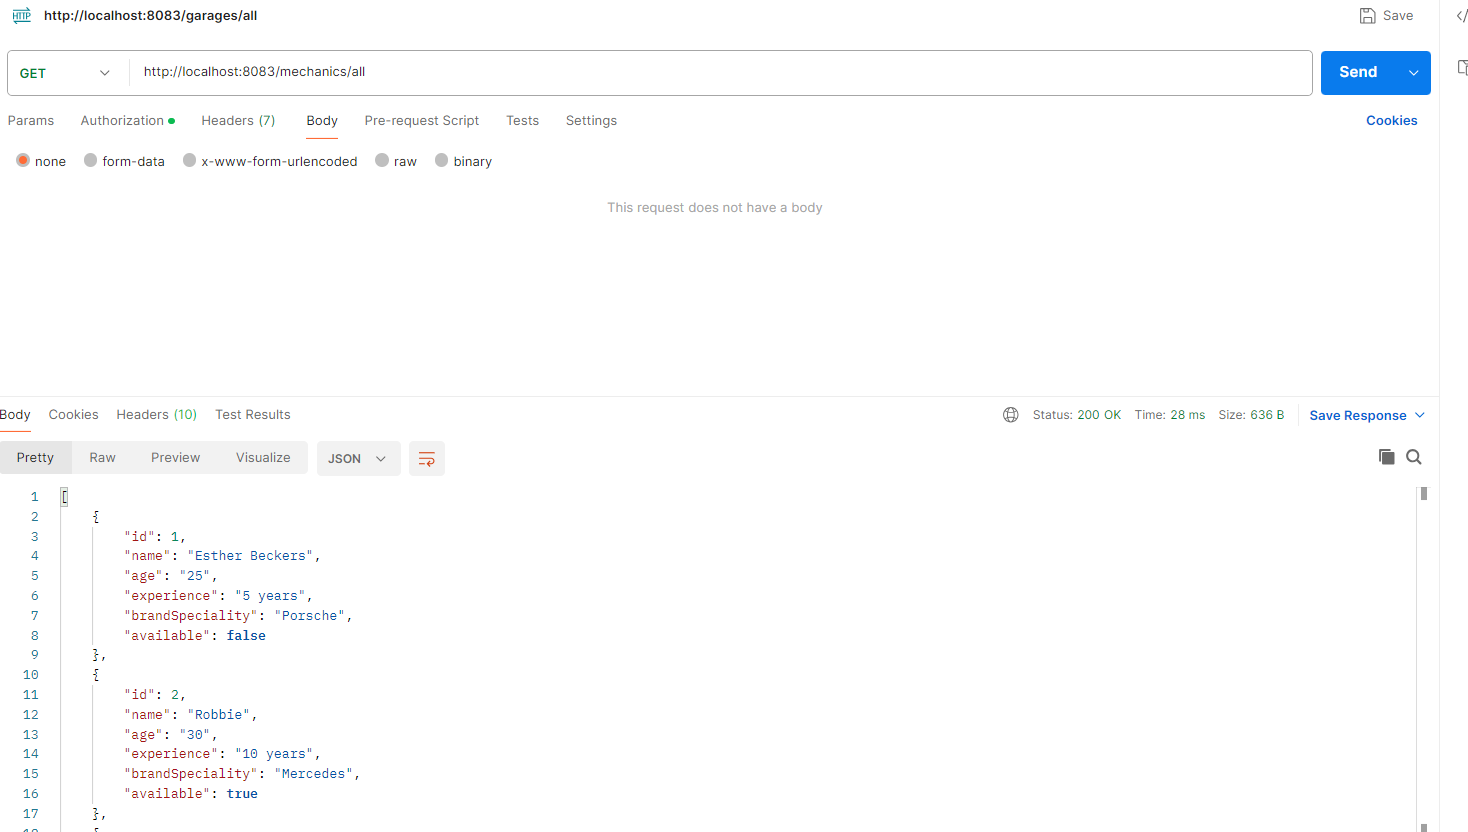 HTTP http://localhost:8083/garages/all Save
GET http://localhost:8083/mechanics/all Send
Params Authorization Headers (7) Body Pre-request Script Tests Settings Cookies
none form-data x-www-form-urlencoded raw binary
This request does not have a body
Body Cookies Headers (10) Test Results Status: 200 OK Time: 28 ms Size: 636 B Save Response
Pretty Raw Preview Visualize JSON
1 [
2 {
3 "id": 1,
4 "name": "Esther Beckers",
5 "age": "25",
6 "experience": "5 years",
7 "brandSpeciality": "Porsche",
8 "available": false
9 },
10 {
11 "id": 2,
12 "name": "Robbie",
13 "age": "30",
14 "experience": "10 years",
15 "brandSpeciality": "Mercedes",
16 "available": true
17 },